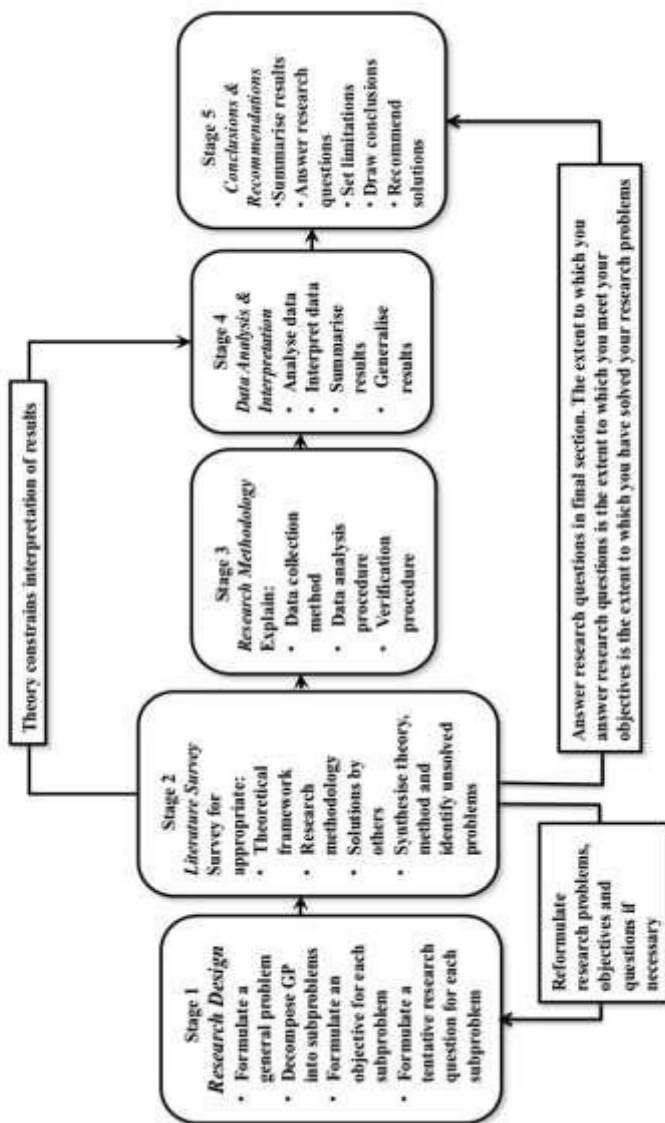 Theory constrains interpretation of results
Stage 1
Research Design
• Formulate a
general problem
• Decompose GP
into subproblems
• Formulate an
objective for each
subproblem
• Formulate a
tentative research
question for each
subproblem
Stage 2
Literature Survey
Survey for
appropriate:
• Theoretical
framework
• Research
methodology
• Solutions by
others
• Synthesise theory,
method and
identify unsolved
problems
Stage 3
Research Methodology
Explain:
• Data collection
method
• Data analysis
procedure
• Verification
procedure
Stage 4
Data Analysis &
Interpretation
• Analyse data
• Interpret data
• Summarise
results
• Generalise
results
Stage 5
Conclusions &
Recommendations
• Summarise results
• Answer research
questions
• Set limitations
• Draw conclusions
• Recommend
solutions
Reformulate
research problems,
objectives and
questions if
necessary
Answer research questions in final section. The extent to which you
answer research questions is the extent to which you meet your
objectives is the extent to which you have solved your research problems